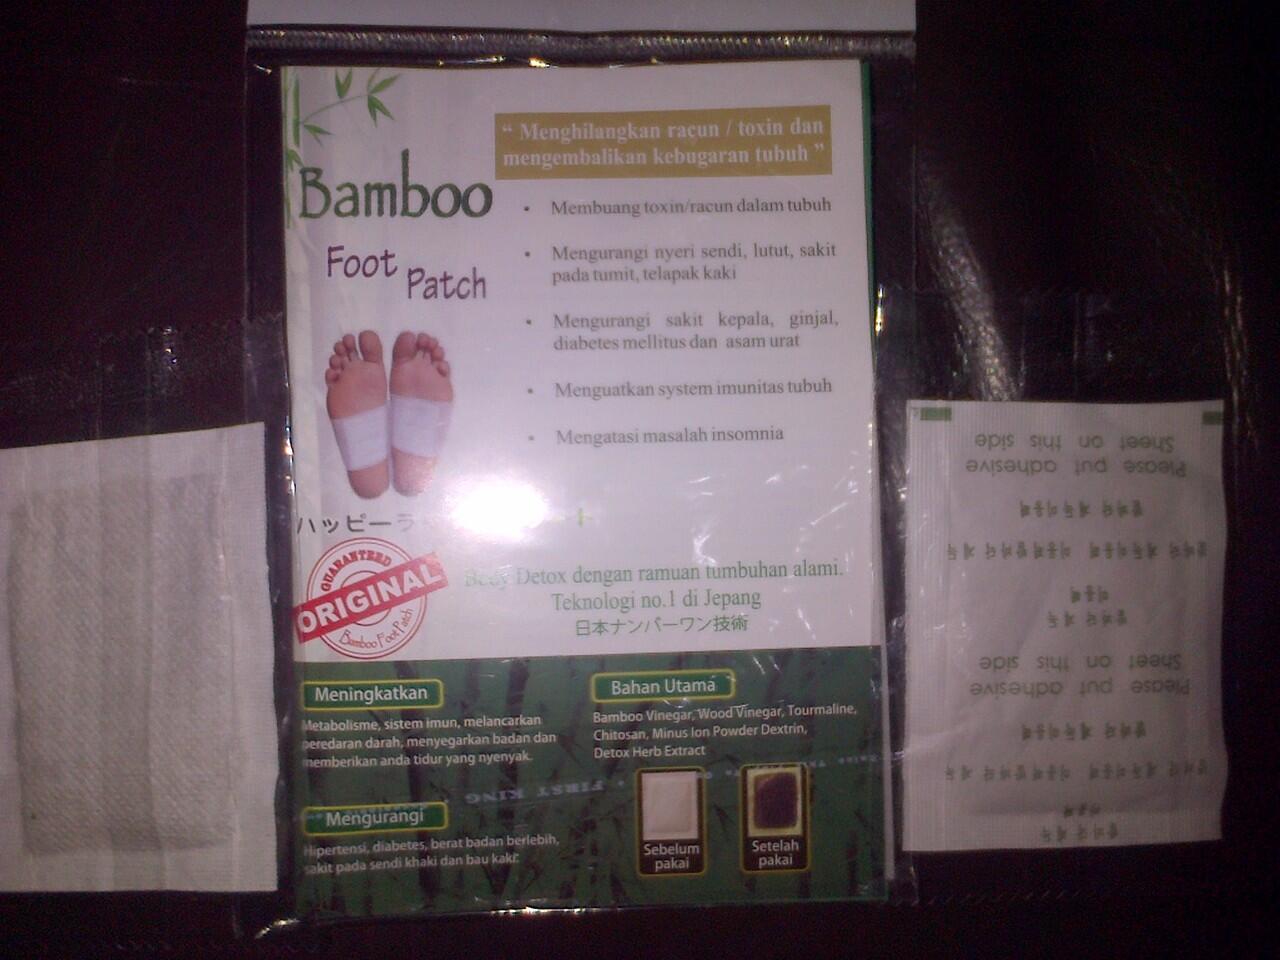 Bamboo
Foot
Patch
“ Menghilangkan racun / toxin dan
mengembalikan kebugaran tubuh ”
• Membuang toxin/racun dalam tubuh
• Mengurangi nyeri sendi, lutut, sakit
pada tumit, telapak kaki
• Mengurangi sakit kepala, ginjal,
diabetes mellitus dan asam urat
• Menguatkan system imunitas tubuh
• Mengatasi masalah insomnia
ハッピーラ
GUARANTEED
ORIGINAL
Bamboo Foot Patch
Body Detox dengan ramuan tumbuhan alami.
Teknologi no.1 di Jepang
日本ナンバーワン技術
Meningkatkan
Metabolisme, sistem imun, melancarkan
peredaran darah, menyegarkan badan dan
memberikan anda tidur yang nyenyak.
Mengurangi
Hipertensi, diabetes, berat badan berlebih,
sakit pada sendi khaki dan bau kaki.
Bahan Utama
Bamboo Vinegar, Wood Vinegar, Tourmaline,
Chitosan, Minus Ion Powder Dextrin,
Detox Herb Extract
Sebelum
pakai
Setelah
pakai
FIRST KING
Please put adhesive
Sheet on this side
Please put adhesive
Sheet on this side